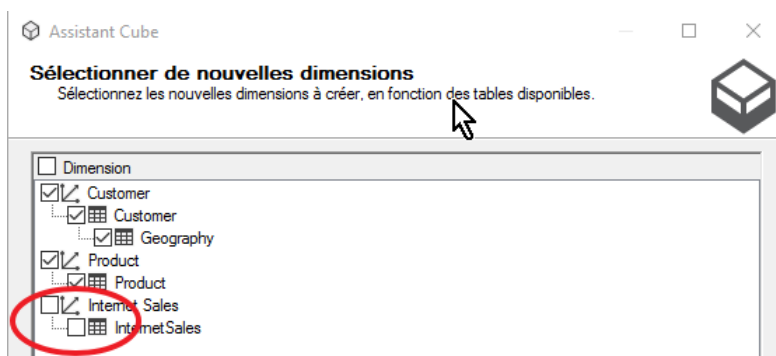 Assistant Cube
Sélectionner de nouvelles dimensions
Sélectionnez les nouvelles dimensions à créer, en fonction des tables disponibles.
Dimension
Customer
Customer
Geography
Product
Product
Internet Sales
InternetSales